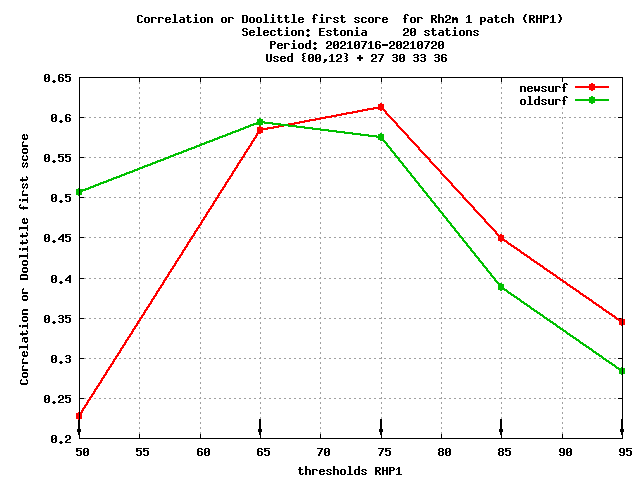 Correlation or Doolittle first score  for Rh2m 1 patch (RHP1)
Selection: Estonia     20 stations
Period: 20210716-20210720
Used {00,12} + 27 30 33 36
newsurf
oldsurf
Correlation or Doolittle first score
0.65
0.6
0.55
0.5
0.45
0.4
0.35
0.3
0.25
0.2
50 55 60 65 70 75 80 85 90 95
thresholds RHP1